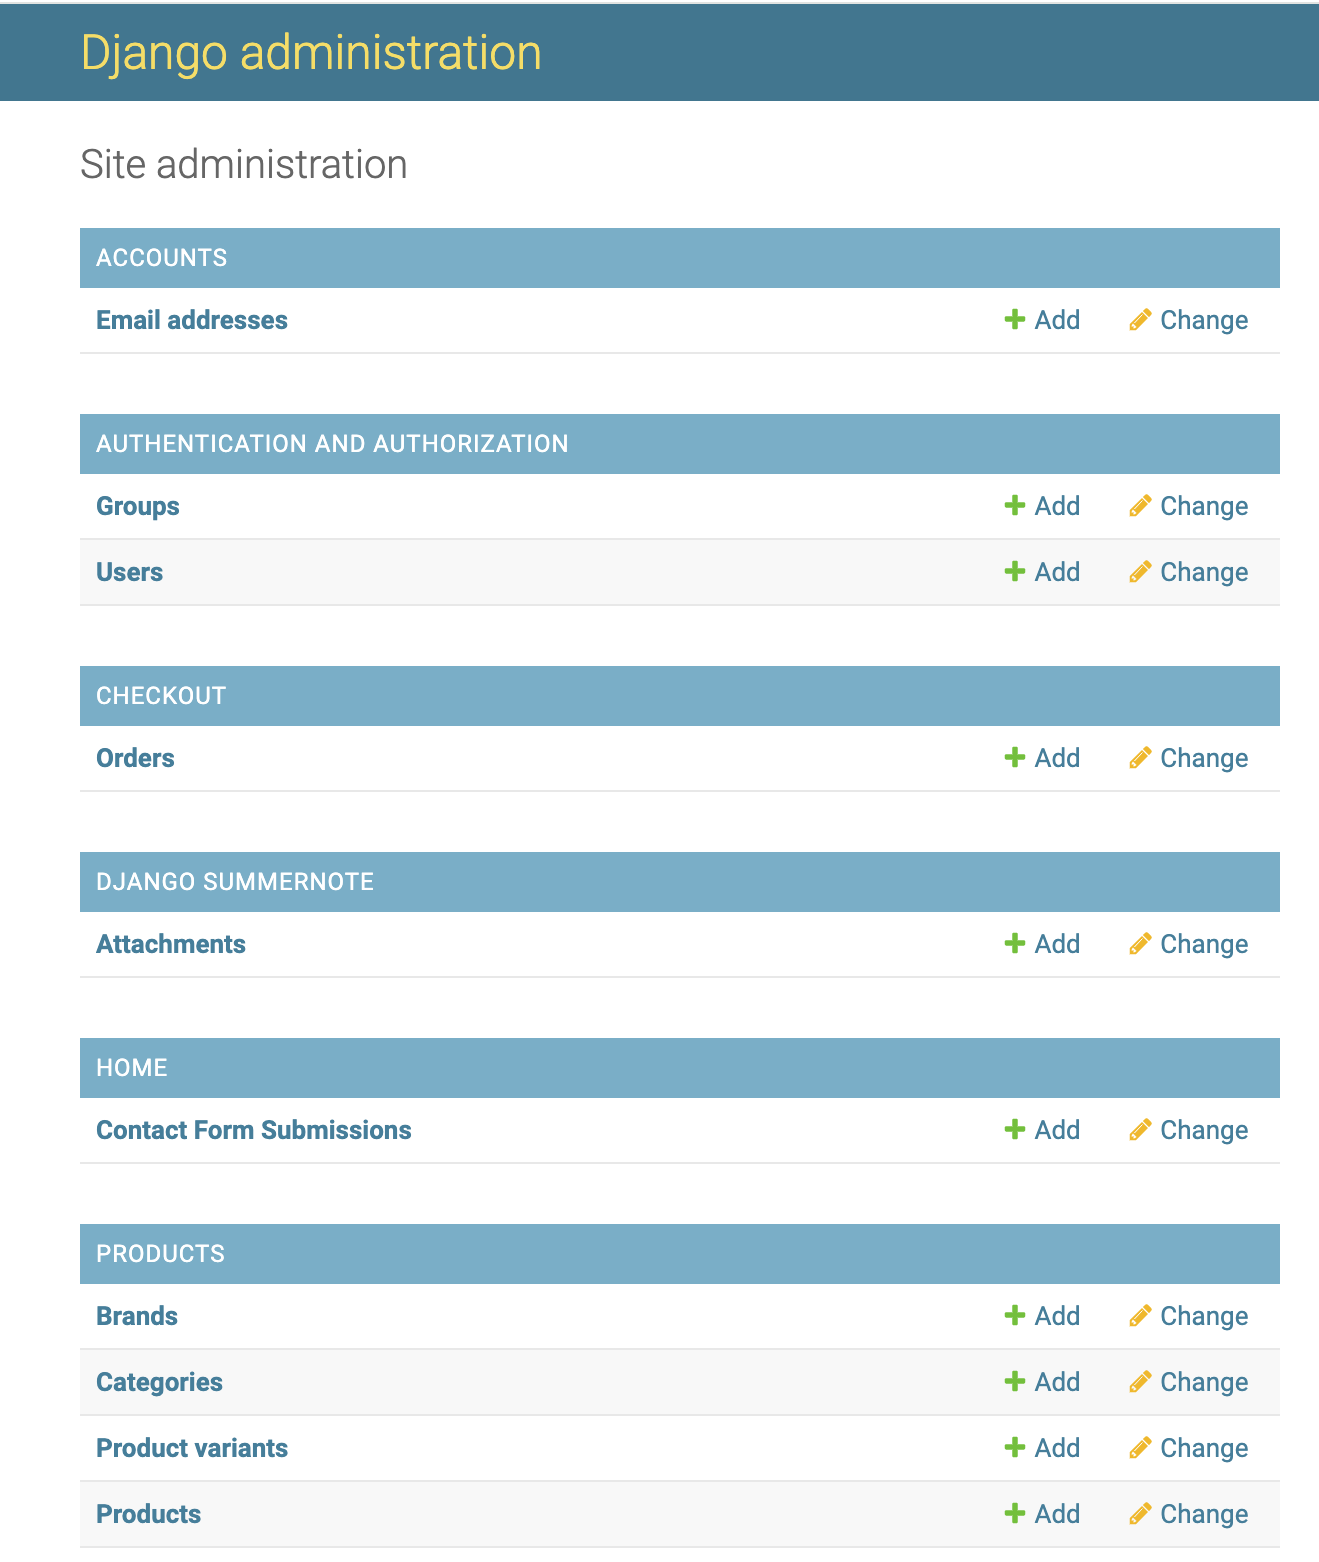 Django administration
Site administration
ACCOUNTS
Email addresses Add Change
AUTHENTICATION AND AUTHORIZATION
Groups Add Change
Users Add Change
CHECKOUT
Orders Add Change
DJANGO SUMMERNOTE
Attachments Add Change
HOME
Contact Form Submissions Add Change
PRODUCTS
Brands Add Change
Categories Add Change
Product variants Add Change
Products Add Change